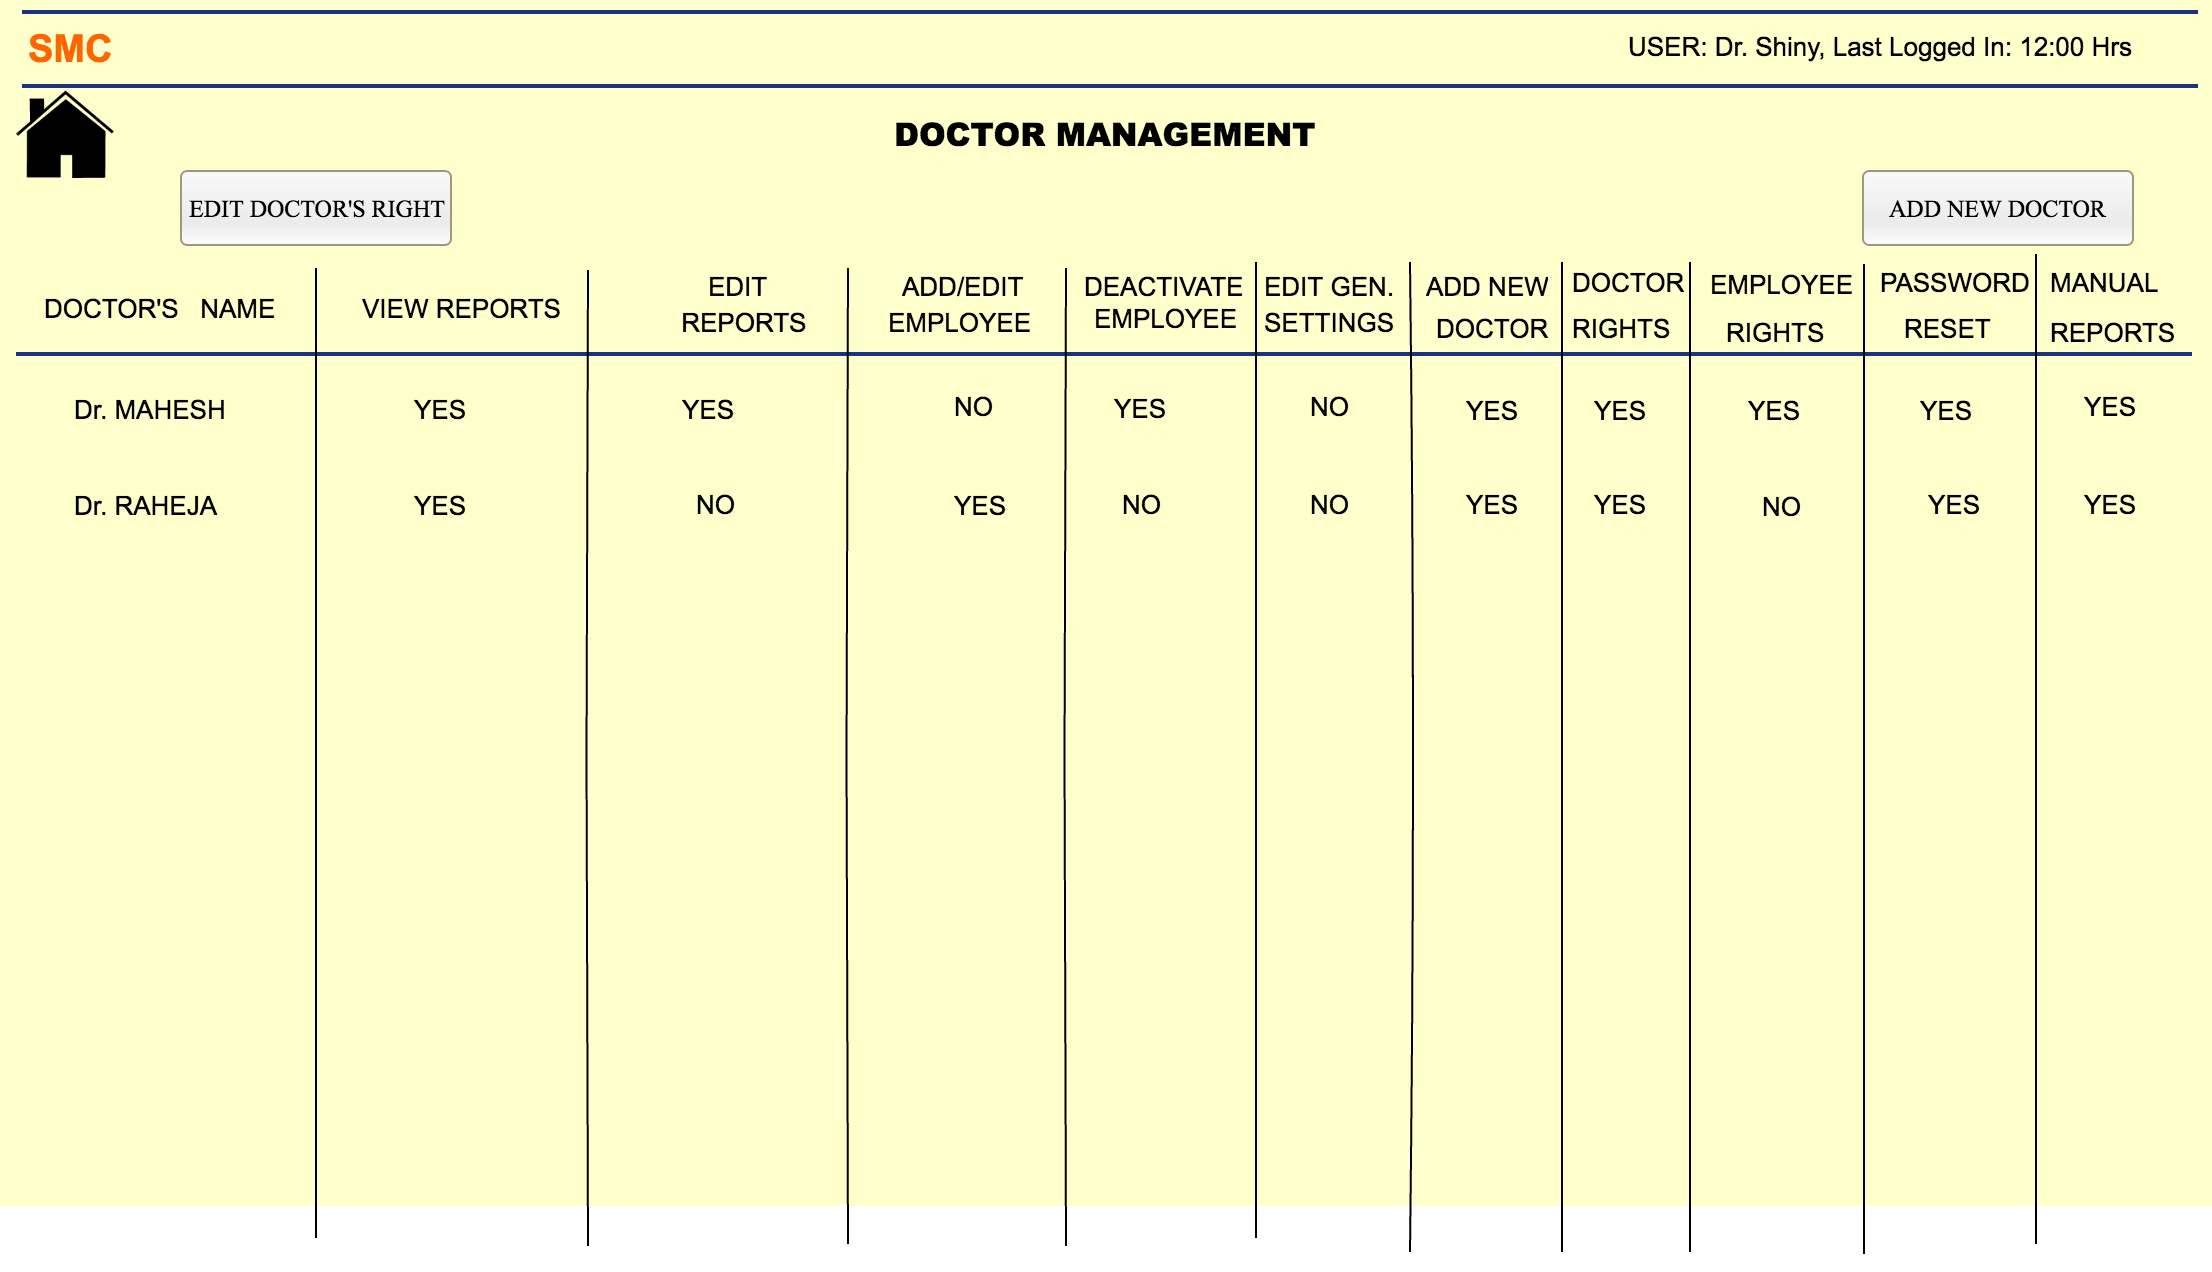 SMC
USER: Dr. Shiny, Last Logged In: 12:00 Hrs
DOCTOR MANAGEMENT
EDIT DOCTOR'S RIGHT
ADD NEW DOCTOR
DOCTOR'S NAME
VIEW REPORTS
EDIT
REPORTS
ADD/EDIT
EMPLOYEE
DEACTIVATE
EMPLOYEE
EDIT GEN.
SETTINGS
ADD NEW
DOCTOR
DOCTOR
RIGHTS
EMPLOYEE
RIGHTS
PASSWORD
RESET
MANUAL
REPORTS
Dr. MAHESH YES YES NO YES NO YES YES YES YES YES
Dr. RAHEJA YES NO YES NO NO YES YES NO YES YES